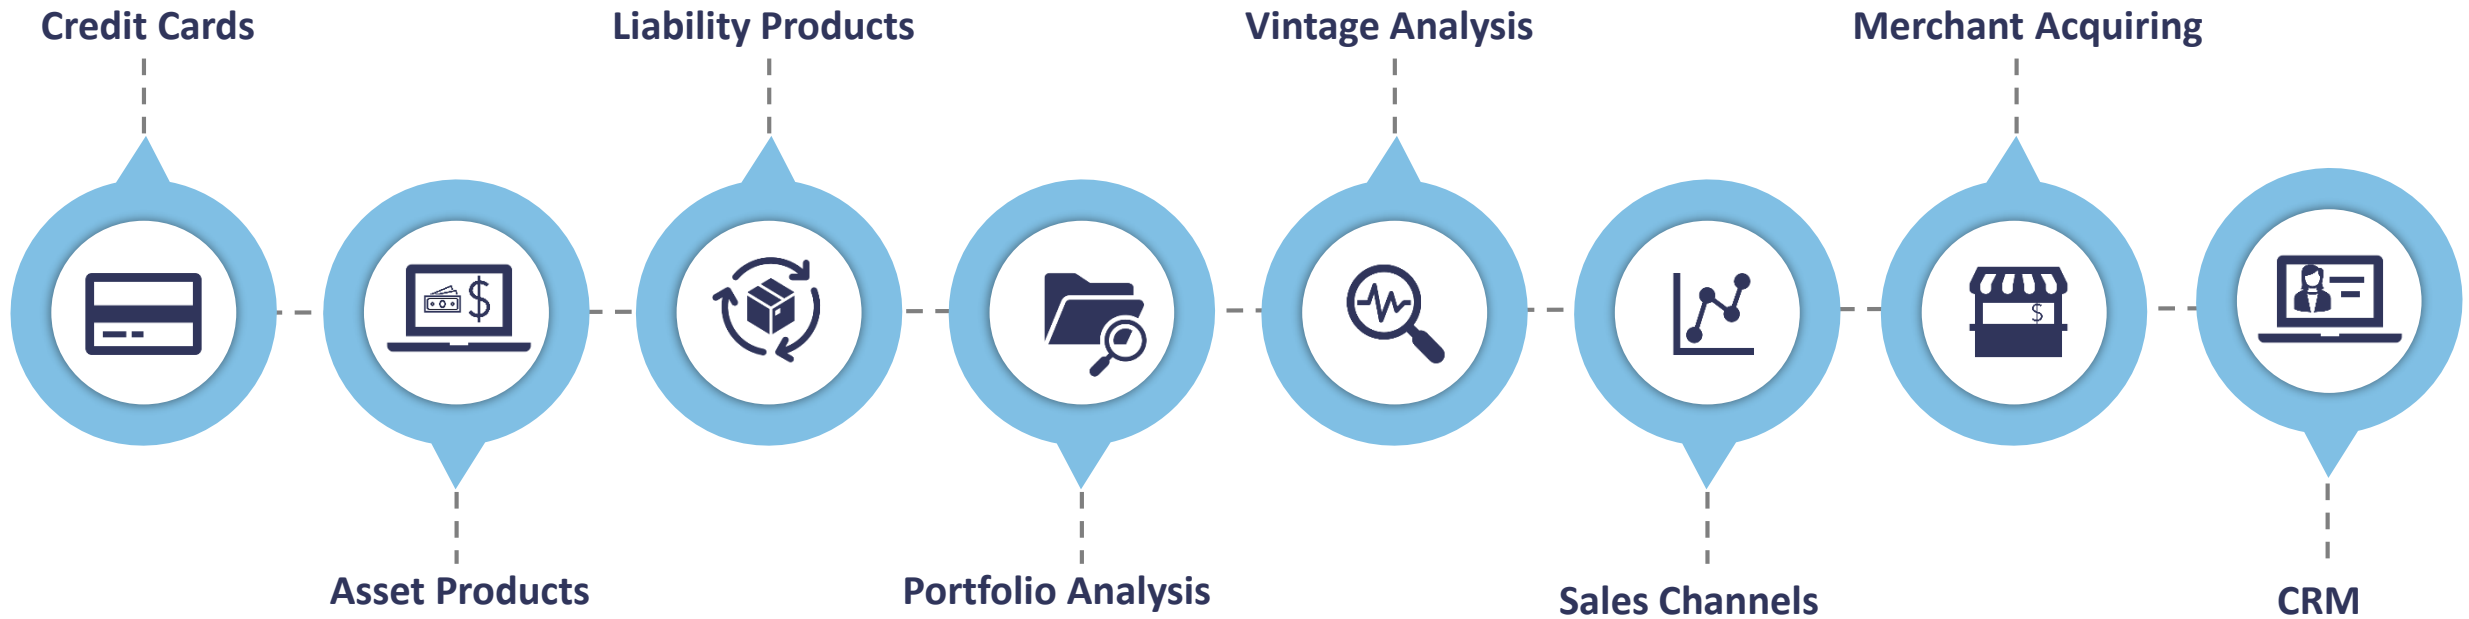 Credit Cards
Liability Products
Vintage Analysis
Merchant Acquiring
$
$
Asset Products
Portfolio Analysis
Sales Channels
CRM